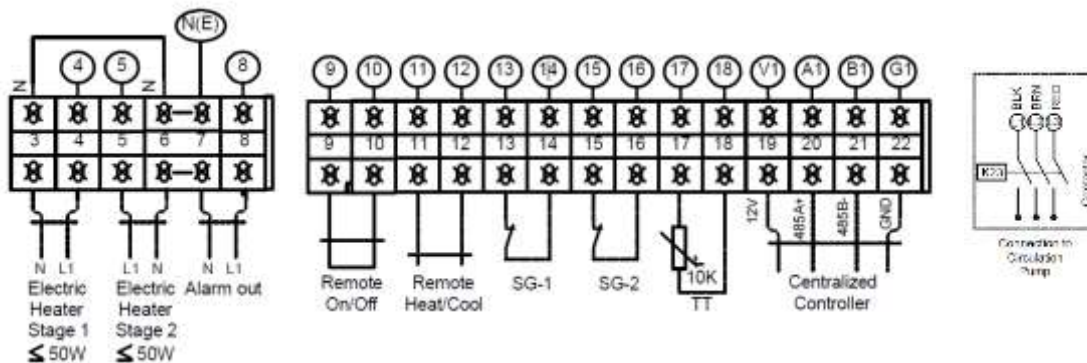 N(E)
N 4 5 N 8
3 4 5 6 7 8
N L1 L1 N N L1
Electric Heater Stage 1 ≤ 50W
Electric Heater Stage 2 ≤ 50W
Alarm out
9 10 11 12 13 14 15 16 17 18 V1 A1 B1 G1
9 10 11 12 13 14 15 16 17 18 19 20 21 22
12V 485A+ 485B- GND
Remote On/Off
Remote Heat/Cool
SG-1
SG-2
10K
TT
Centralized Controller
BLK BRN RED
K23
Connection to
Circulation
Pump